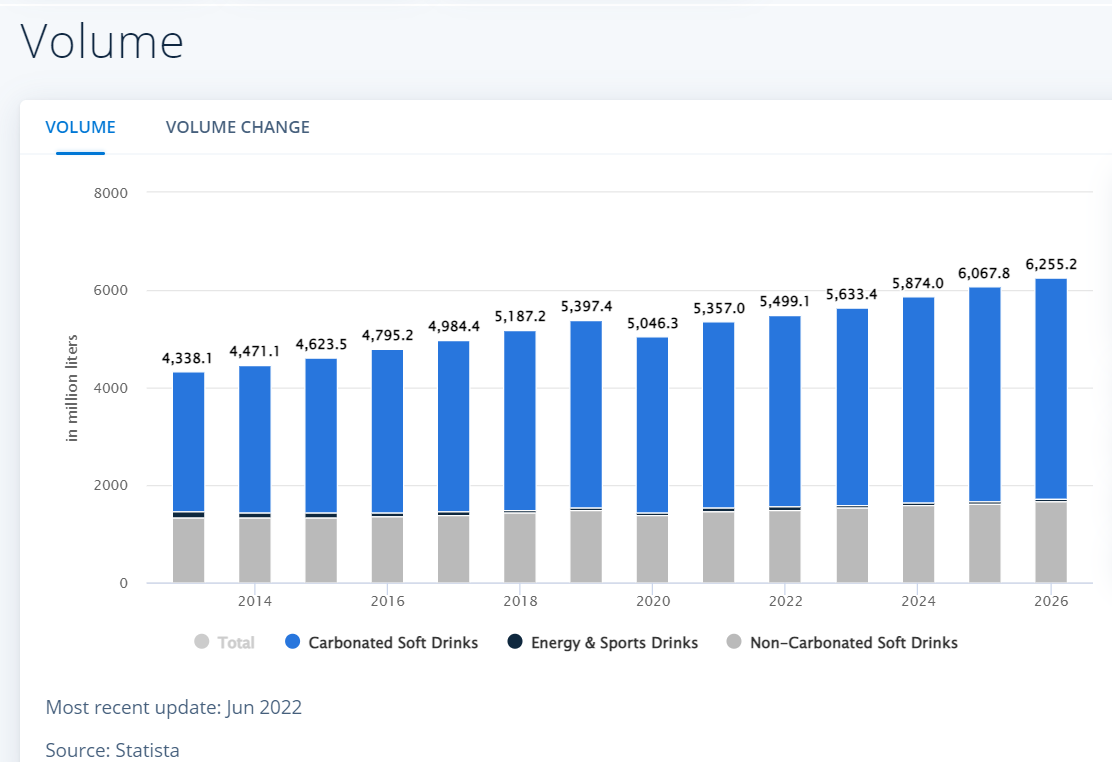 Volume
VOLUME VOLUME CHANGE
8000
6000
4000
2000
0
in million liters
4,338.1 4,471.1 4,623.5 4,795.2 4,984.4 5,187.2 5,397.4 5,046.3 5,357.0 5,499.1 5,633.4 5,874.0 6,067.8 6,255.2
2014 2016 2018 2020 2022 2024 2026
Total Carbonated Soft Drinks Energy & Sports Drinks Non-Carbonated Soft Drinks
Most recent update: Jun 2022
Source: Statista